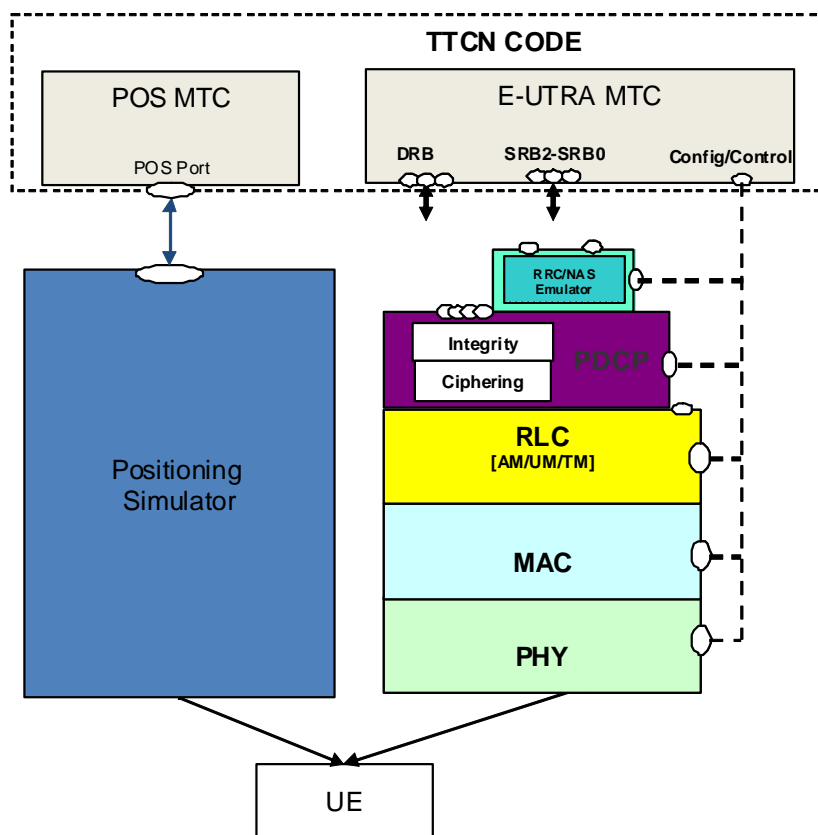 TTCN CODE
POS MTC
E-UTRA MTC
POS Port
DRB
SRB2-SRB0
Config/Control
RRC/NAS
Emulator
Integrity
PDCP
Ciphering
RLC
[AM/UM/TM]
Positioning
Simulator
MAC
PHY
UE